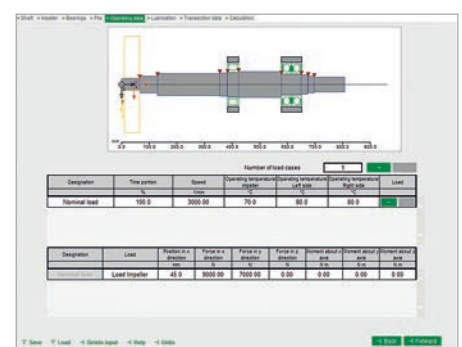 » Shaft » Impeller » Bearings » Fits » Operating data » Lubrication » Transection data » Calculation
mm
0.0 100.0 200.0 300.0 400.0 500.0 600.0 700.0 800.0
Number of load cases 1
Designation Time portion Speed Operating temperature Impeller Operating temperature Left side Operating temperature Right side Load
% 1/min °C °C °C
Nominal load 100.0 3000.00 70.0 80.0 80.0
Designation Load Position in x direction Force in x direction Force in y direction Force in z direction Moment about x axis Moment about y axis Moment about z axis
mm N N N N m N m N m
Nominal load Load Impeller 45.0 5000.00 7000.00 0.00 0.00 0.00 0.00
Save Load Delete input Help Undo Back Forward